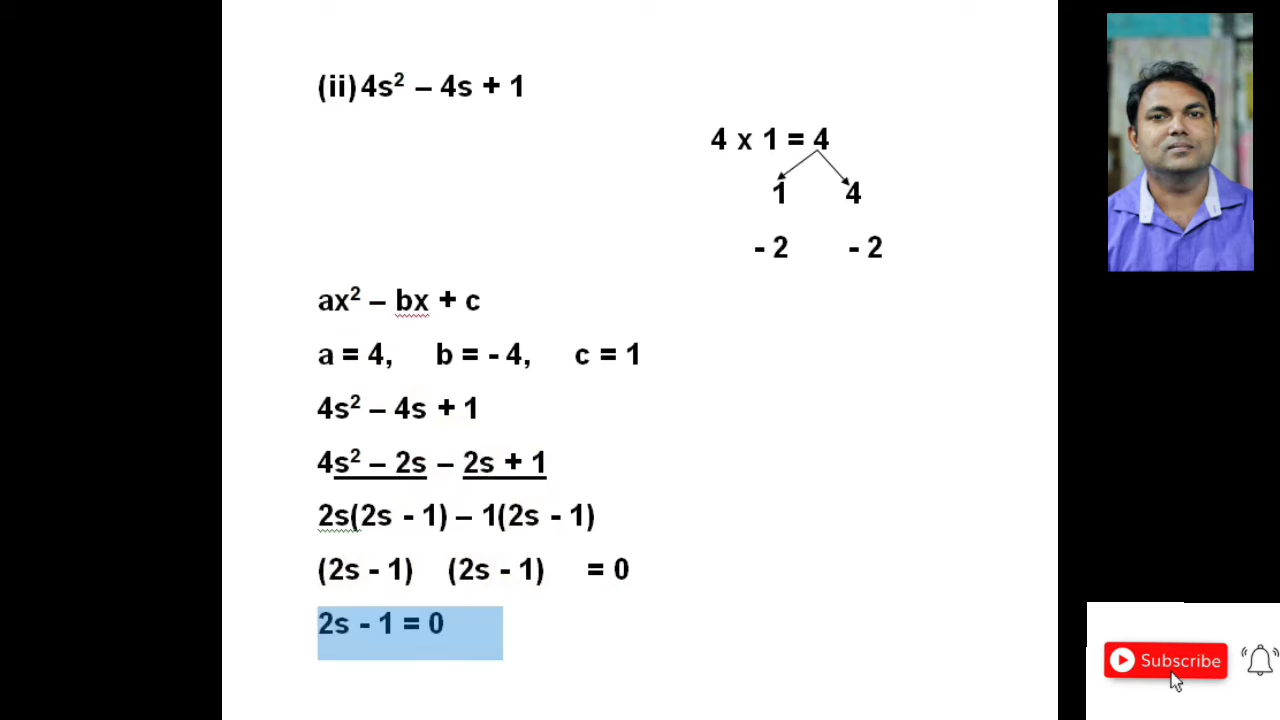 (ii) 4s² – 4s + 1
4 x 1 = 4
1 4
- 2 - 2
ax² – bx + c
a = 4, b = - 4, c = 1
4s² – 4s + 1
4s² – 2s – 2s + 1
2s(2s - 1) – 1(2s - 1)
(2s - 1) (2s - 1) = 0
2s - 1 = 0
Subscribe